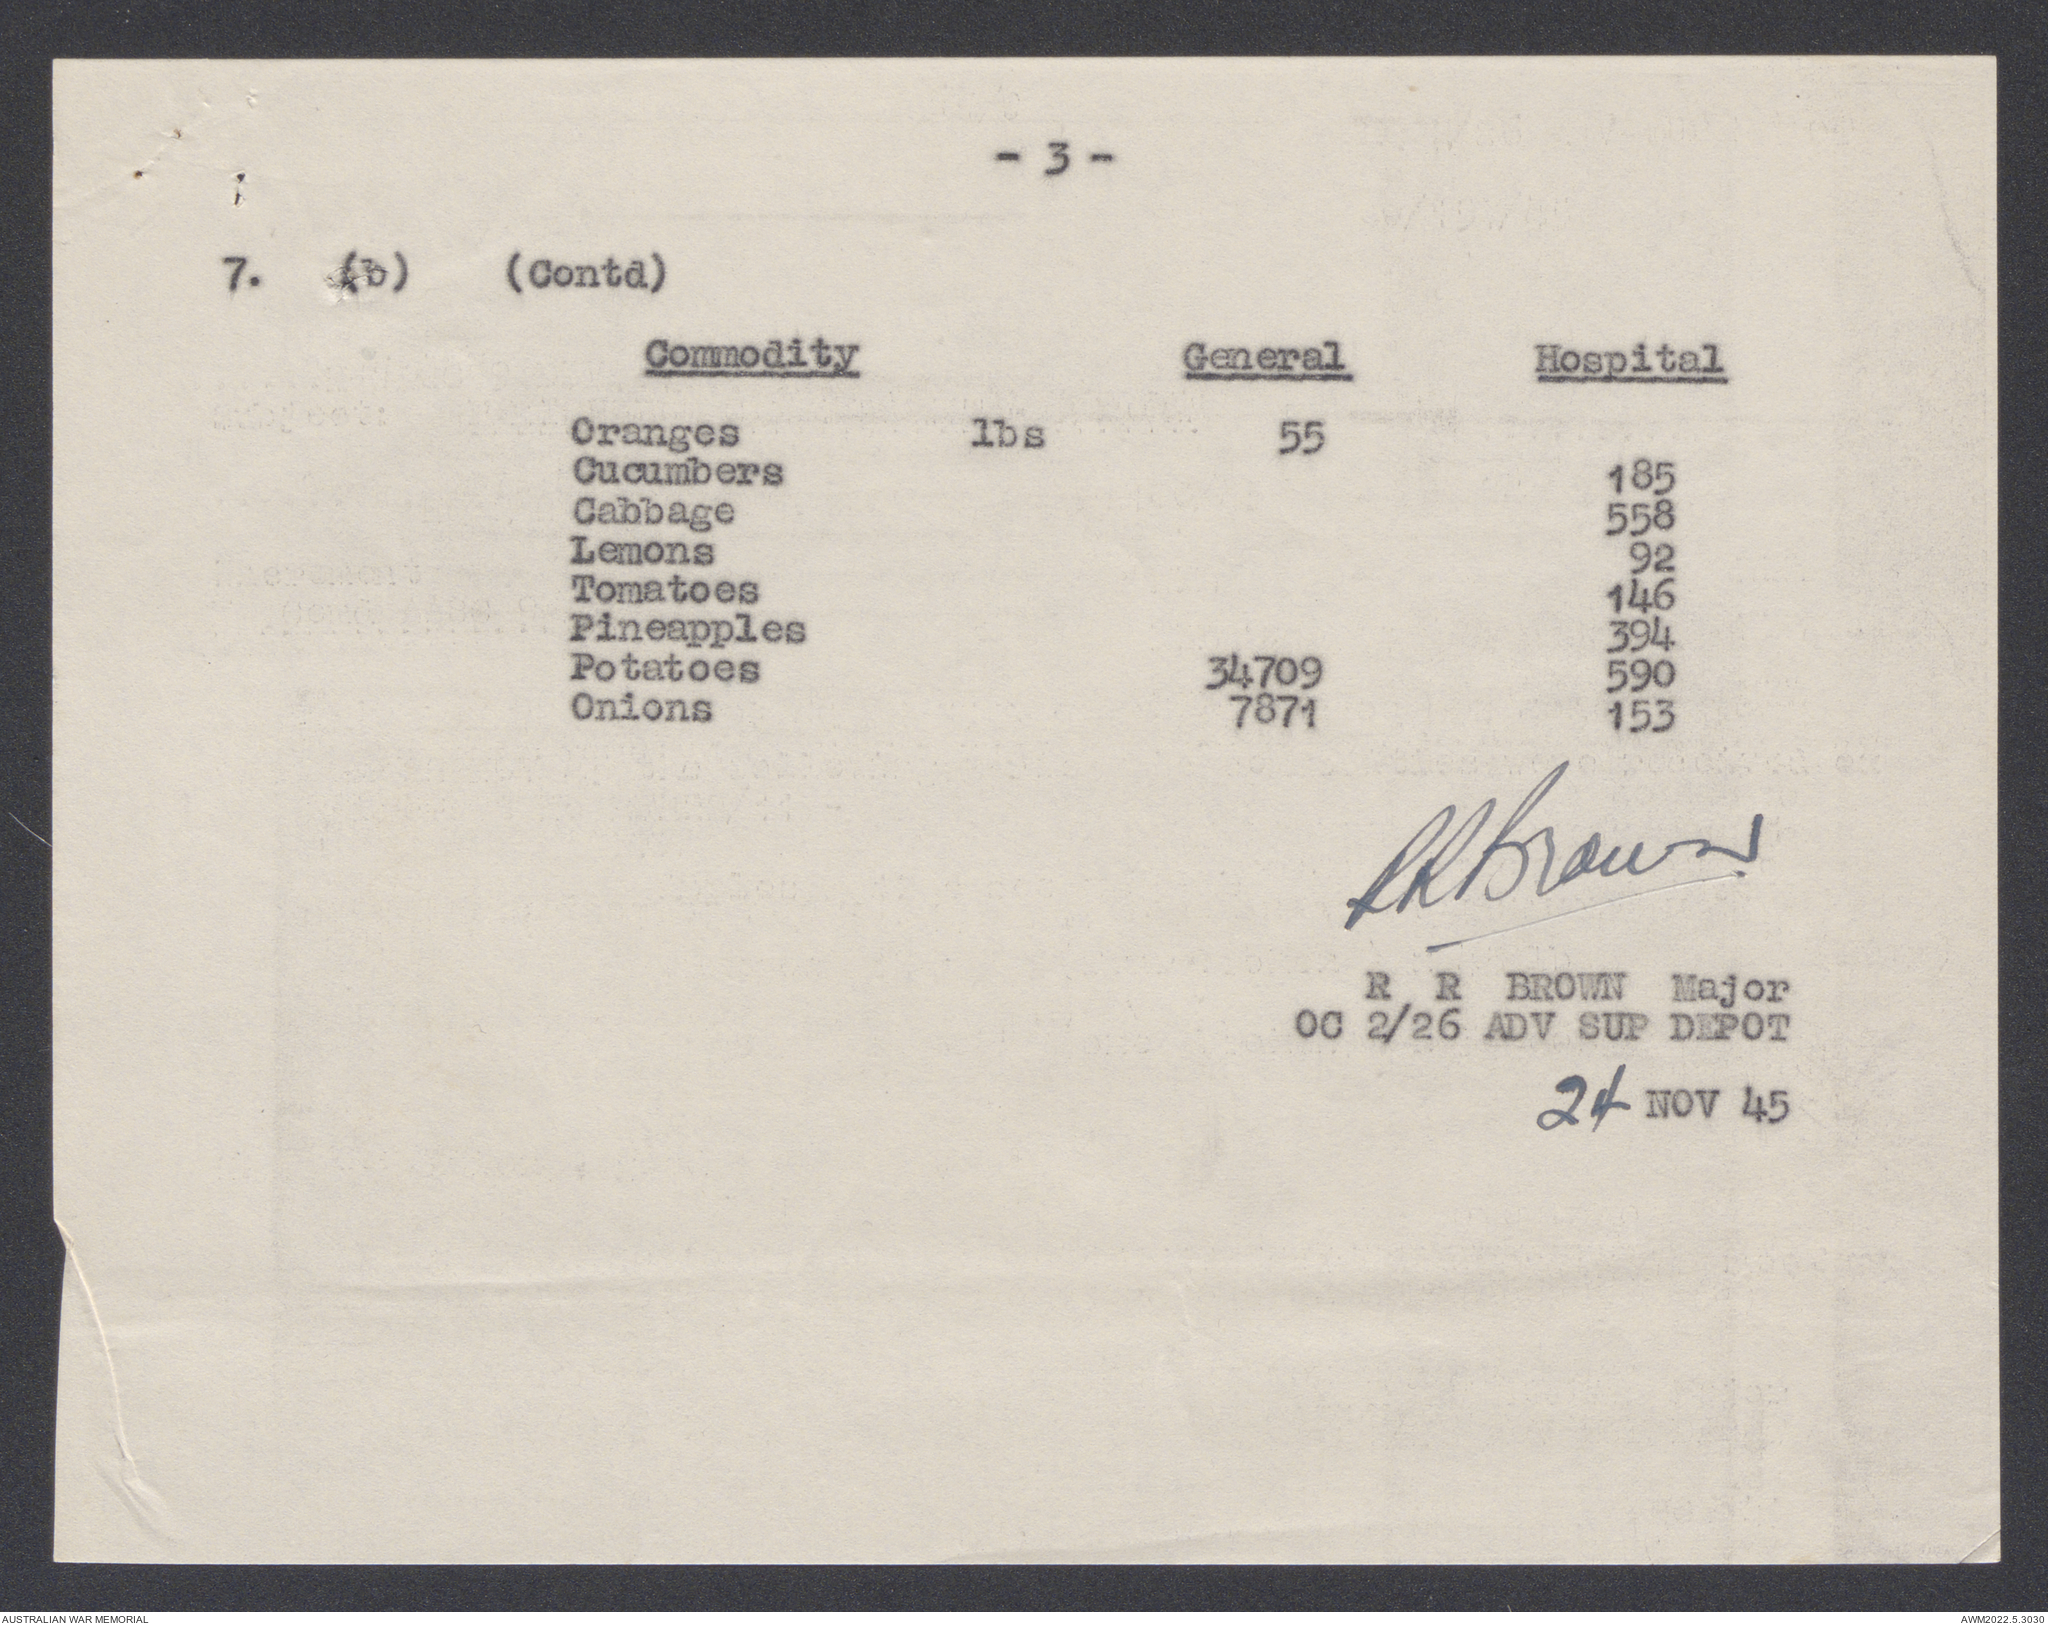 - 3 -
7. (b) (Contd)
Commodity General Hospital
Oranges lbs 55
Cucumbers 185
Cabbage 558
Lemons 92
Tomatoes 146
Pineapples 394
Potatoes 34709 590
Onions 7871 153
RRBrown
R R BROWN Major
OC 2/26 ADV SUP DEPOT
24 NOV 45
AUSTRALIAN WAR MEMORIAL AWM2022.5.3030